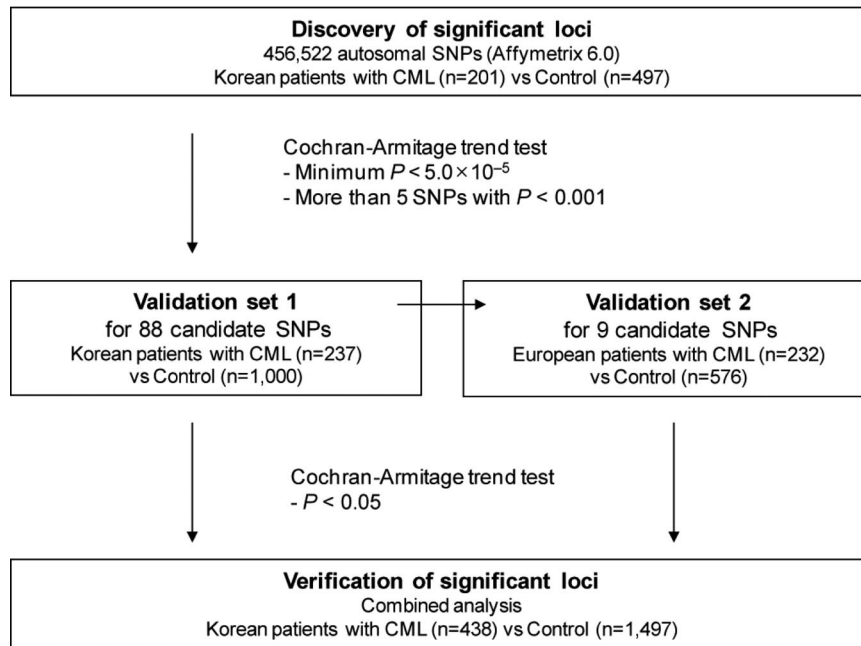 Discovery of significant loci
456,522 autosomal SNPs (Affymetrix 6.0)
Korean patients with CML (n=201) vs Control (n=497)
Cochran-Armitage trend test
- Minimum P < 5.0 × 10⁻⁵
- More than 5 SNPs with P < 0.001
Validation set 1
for 88 candidate SNPs
Korean patients with CML (n=237)
vs Control (n=1,000)
Validation set 2
for 9 candidate SNPs
European patients with CML (n=232)
vs Control (n=576)
Cochran-Armitage trend test
- P < 0.05
Verification of significant loci
Combined analysis
Korean patients with CML (n=438) vs Control (n=1,497)